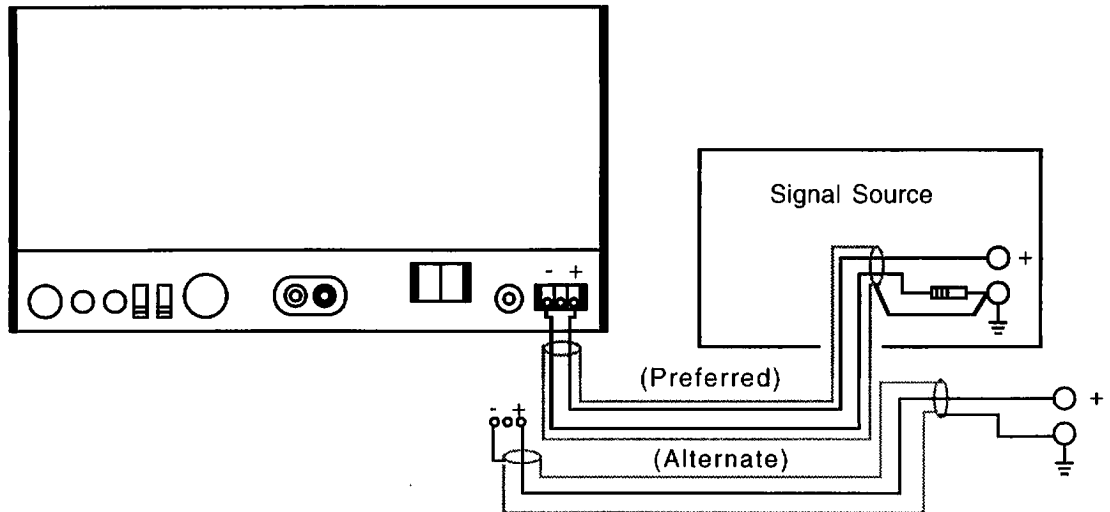 Signal Source
- +
+
(Preferred)
- +
+
(Alternate)